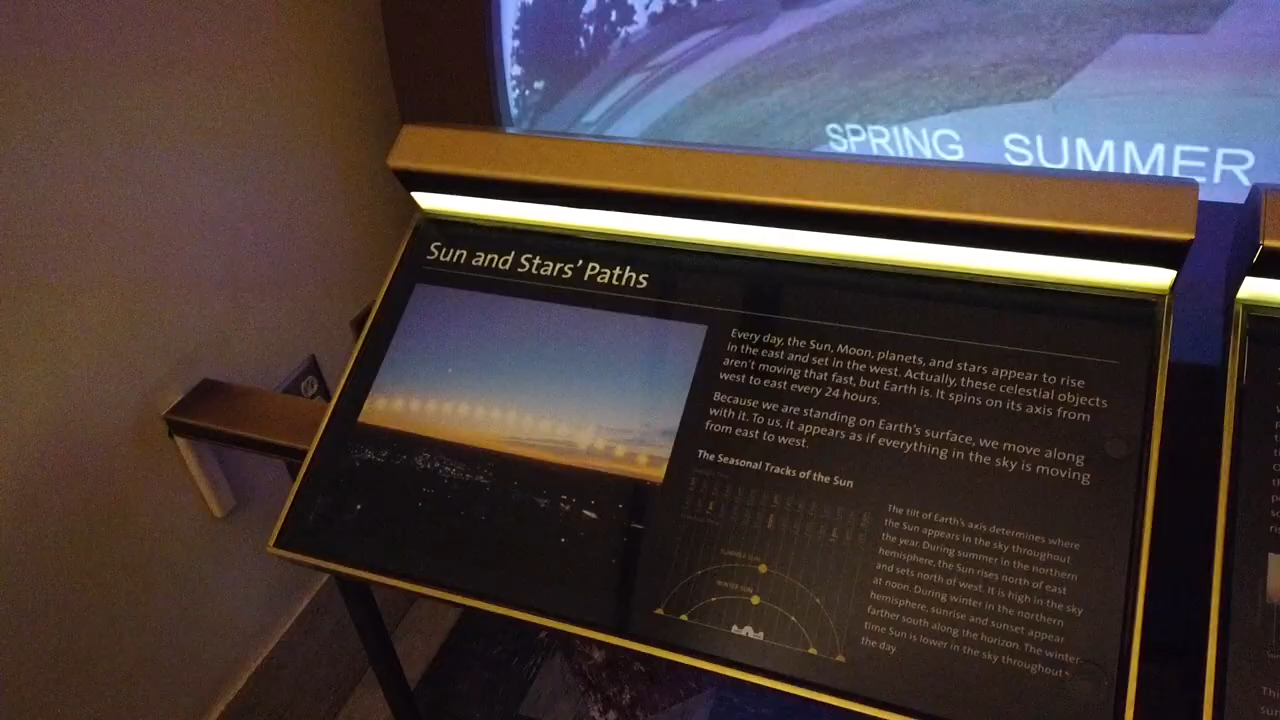 SPRING SUMMER
Sun and Stars' Paths
Every day, the Sun, Moon, planets, and stars appear to rise
in the east and set in the west. Actually, these celestial objects
aren't moving that fast, but Earth is. It spins on its axis from
west to east every 24 hours.
Because we are standing on Earth's surface, we move along
with it. To us, it appears as if everything in the sky is moving
from east to west.
The Seasonal Tracks of the Sun
SUMMER SUN
WINTER SUN
The tilt of Earth's axis determines where
the Sun appears in the sky throughout
the year. During summer in the northern
hemisphere, the Sun rises north of east
and sets north of west. It is high in the sky
at noon. During winter in the northern
hemisphere, sunrise and sunset appear
farther south along the horizon. The winter-
time Sun is lower in the sky throughout
the day.